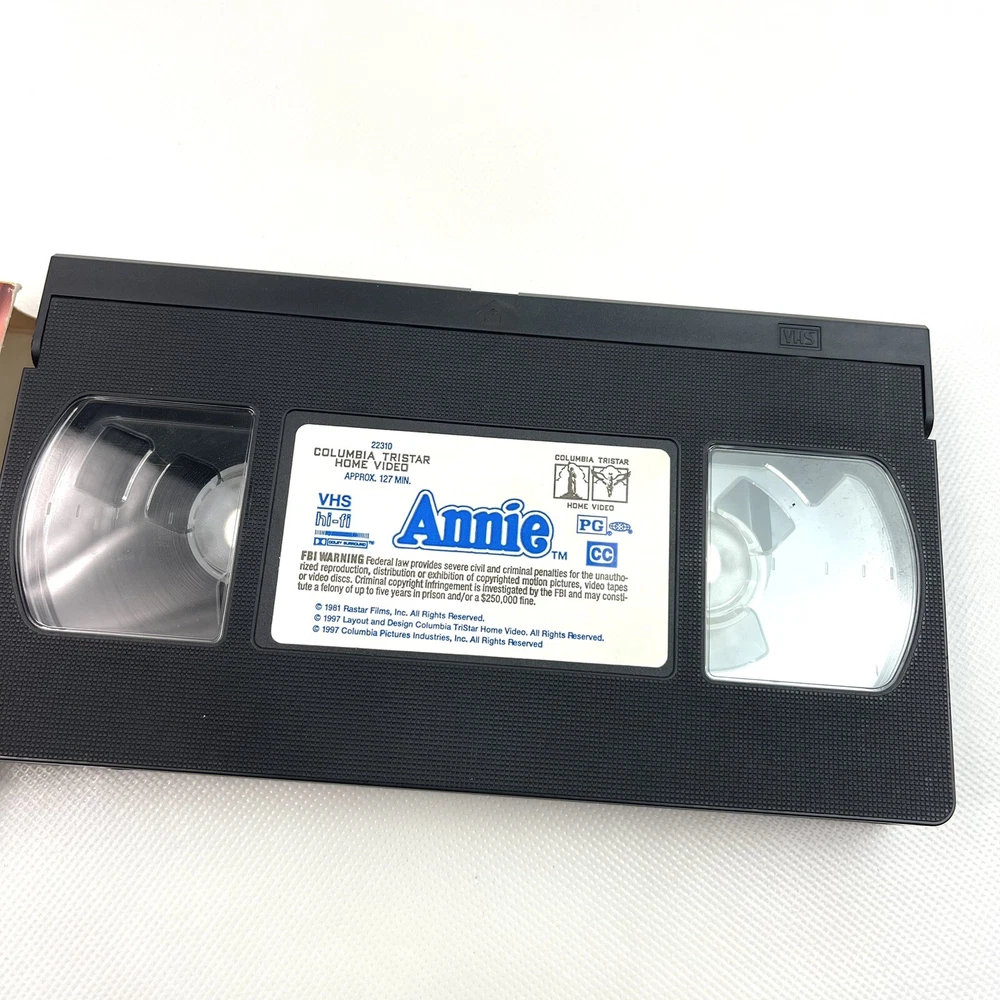 VHS
22310
COLUMBIA TRISTAR
HOME VIDEO
APPROX. 127 MIN.
COLUMBIA TRISTAR
HOME VIDEO
VHS
hi-fi
DOLBY SURROUND ™
Annie™
PG
CC
FBI WARNING Federal law provides severe civil and criminal penalties for the unautho-
rized reproduction, distribution or exhibition of copyrighted motion pictures, video tapes
or video discs. Criminal copyright infringement is investigated by the FBI and may consti-
tute a felony of up to five years in prison and/or a $250,000 fine.
© 1981 Rastar Films, Inc. All Rights Reserved.
© 1997 Layout and Design Columbia TriStar Home Video. All Rights Reserved.
© 1997 Columbia Pictures Industries, Inc. All Rights Reserved